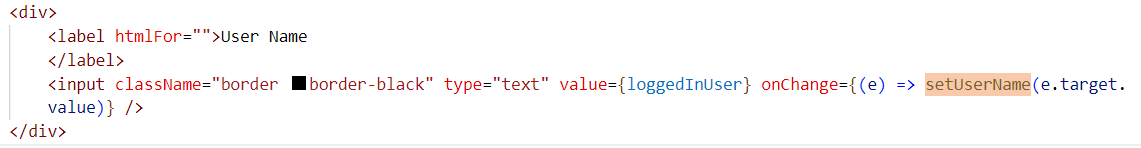 <div>
<label htmlFor="">User Name
</label>
<input className="border border-black" type="text" value={loggedInUser} onChange={(e) => setUserName(e.target.
value)} />
</div>